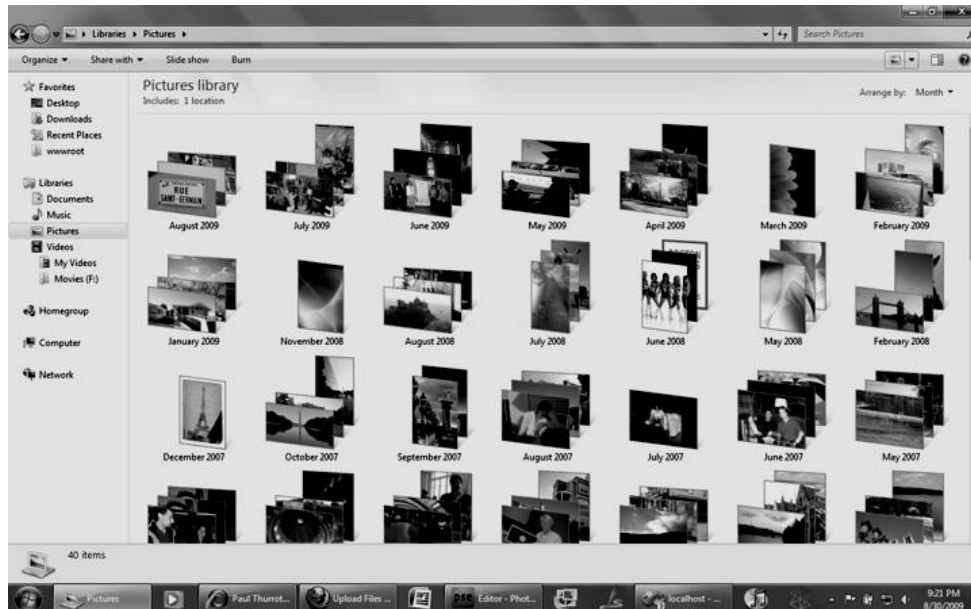 Libraries Pictures
Search Pictures
Organize Share with Slide show Burn
Favorites
Desktop
Downloads
Recent Places
wwwroot
Libraries
Documents
Music
Pictures
Videos
My Videos
Movies (F:)
Homegroup
Computer
Network
Pictures library
Includes: 1 location
Arrange by: Month
RUE
SAINT-GERMAIN
August 2009 July 2009 June 2009 May 2009 April 2009 March 2009 February 2009
January 2009 November 2008 August 2008 July 2008 June 2008 May 2008 February 2008
December 2007 October 2007 September 2007 August 2007 July 2007 June 2007 May 2007
40 items
Pictures Paul Thurrot... Upload Files ... pse Editor - Phot... localhost - ...
9:21 PM
8/30/2009